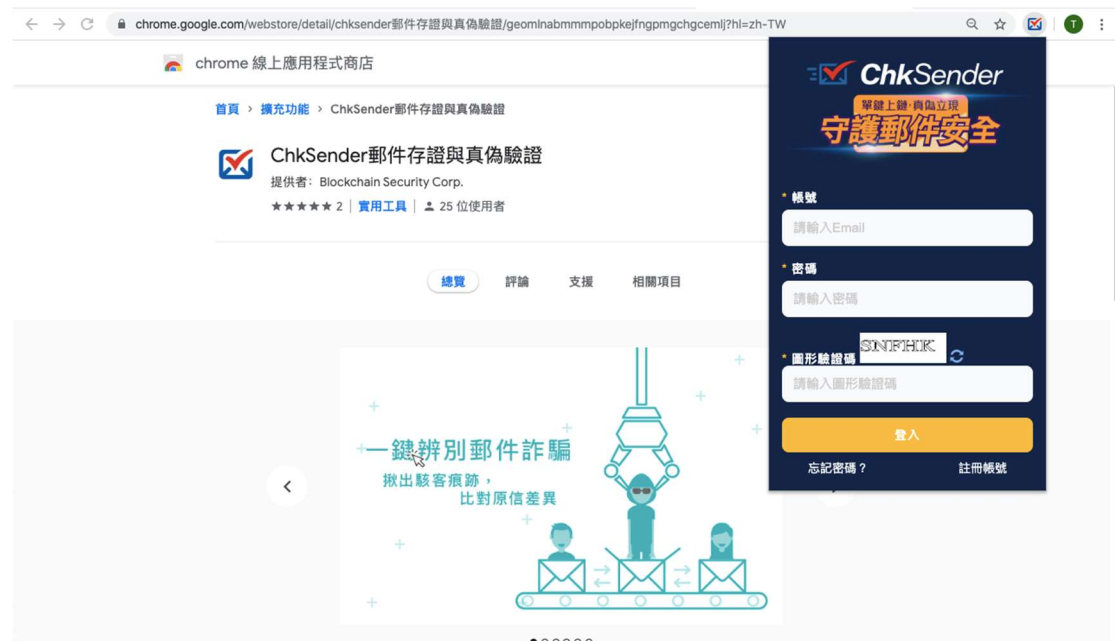 chrome.google.com/webstore/detail/chksender郵件存證與真偽驗證/geomlnabmmmpobpkejfngpmgchgcemlj?hl=zh-TW
T
chrome 線上應用程式商店
首頁 > 擴充功能 > ChkSender郵件存證與真偽驗證
ChkSender郵件存證與真偽驗證
提供者: Blockchain Security Corp.
★★★★★ 2 | 實用工具 | 25 位使用者
總覽 評論 支援 相關項目
一鍵辨別郵件詐騙
揪出駭客痕跡，
比對原信差異
ChkSender
單鍵上鏈·真偽立現
守護郵件安全
* 帳號
請輸入Email
* 密碼
請輸入密碼
* 圖形驗證碼 SNFHK
請輸入圖形驗證碼
登入
忘記密碼？ 註冊帳號